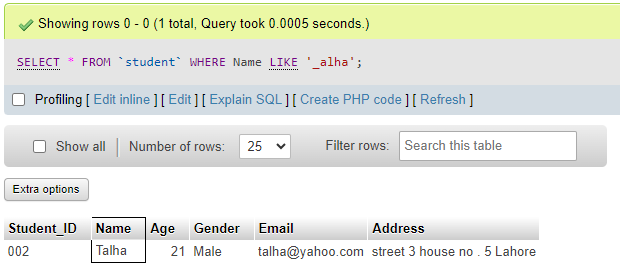 Showing rows 0 - 0 (1 total, Query took 0.0005 seconds.)
SELECT * FROM `student` WHERE Name LIKE '_alha';
Profiling [ Edit inline ] [ Edit ] [ Explain SQL ] [ Create PHP code ] [ Refresh ]
Show all Number of rows: 25 Filter rows: Search this table
Extra options
Student_ID Name Age Gender Email Address
002 Talha 21 Male talha@yahoo.com street 3 house no . 5 Lahore